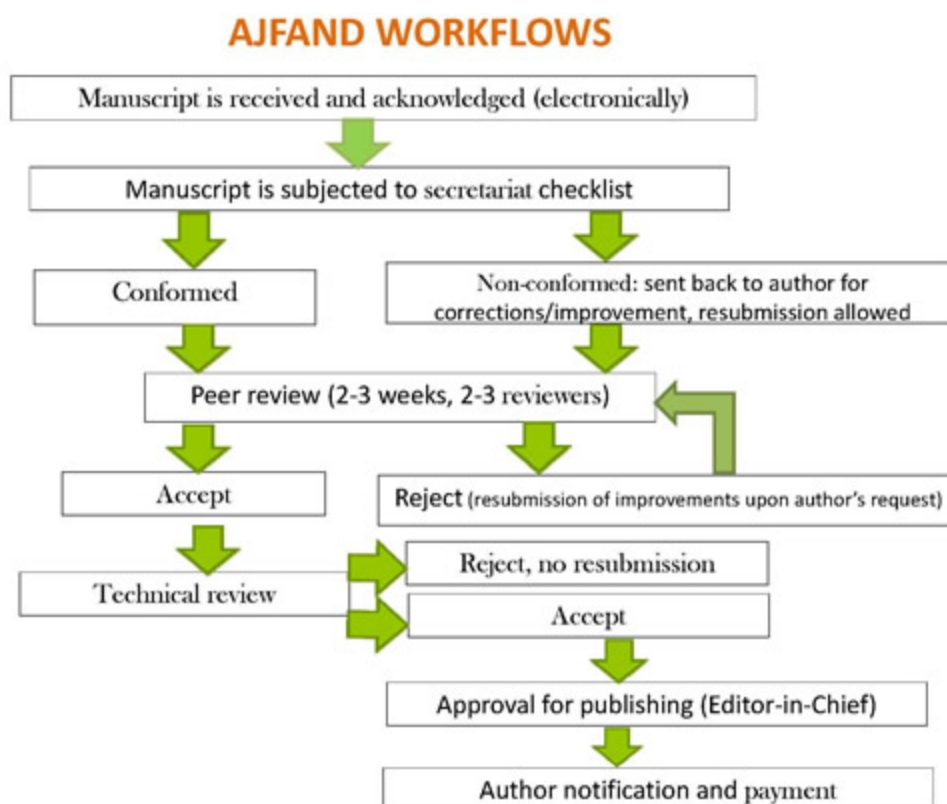 AJFAND WORKFLOWS
Manuscript is received and acknowledged (electronically)
Manuscript is subjected to secretariat checklist
Conformed
Non-conformed: sent back to author for
corrections/improvement, resubmission allowed
Peer review (2-3 weeks, 2-3 reviewers)
Accept
Reject (resubmission of improvements upon author's request)
Technical review
Reject, no resubmission
Accept
Approval for publishing (Editor-in-Chief)
Author notification and payment